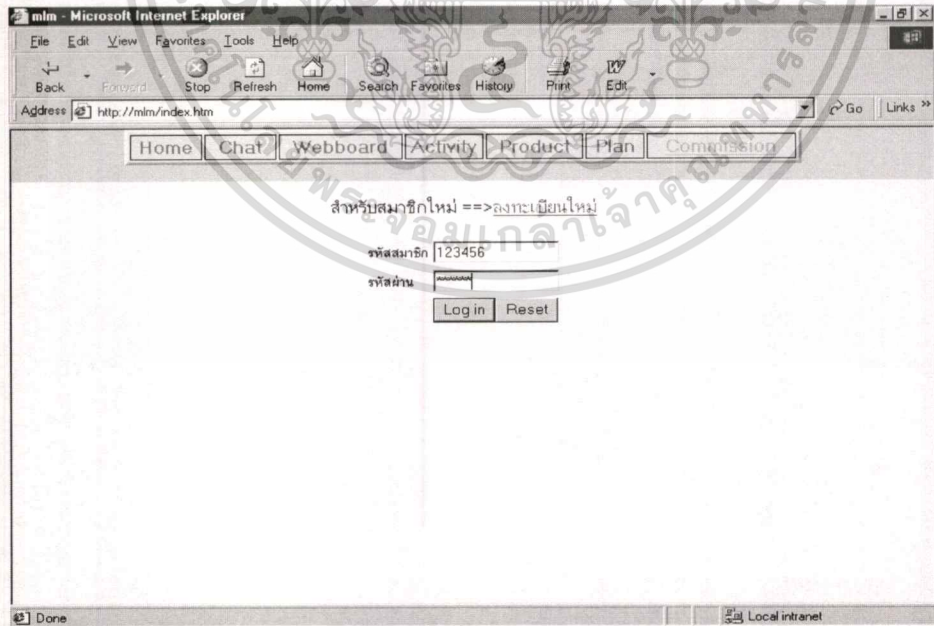 mlm - Microsoft Internet Explorer
File Edit View Favorites Tools Help
Back Forward Stop Refresh Home Search Favorites History Print Edit
Address http://mlm/index.htm Go Links »
Home Chat Webboard Activity Product Plan Commission
สำหรับสมาชิกใหม่ ==>ลงทะเบียนใหม่
รหัสสมาชิก 123456
รหัสผ่าน ******
Log in Reset
Done Local intranet